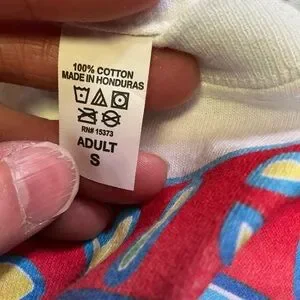 100% COTTON
MADE IN HONDURAS
RN# 15373
ADULT
S